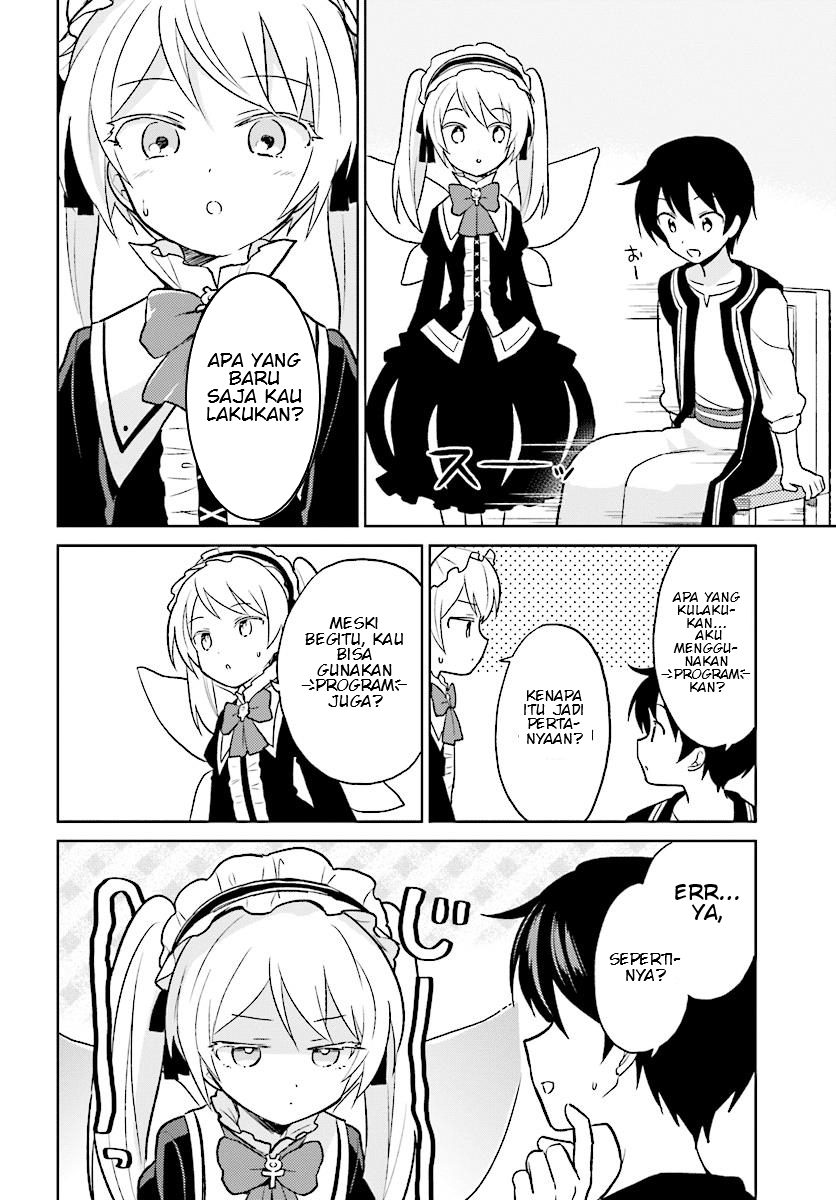 おー
スーッ
APA YANG
BARU
SAJA KAU
LAKUKAN?
APA YANG
KULAKU-
KAN...
AKU
MENGGU-
NAKAN
PROGRAM-
KAN?
KENAPA
ITU JADI
PERTA-
NYAAN?
MESKI
BEGITU, KAU
BISA
GUNAKAN
PROGRAM
JUGA?
ERR...
YA,
SEPERTI-
NYA?
じーっ